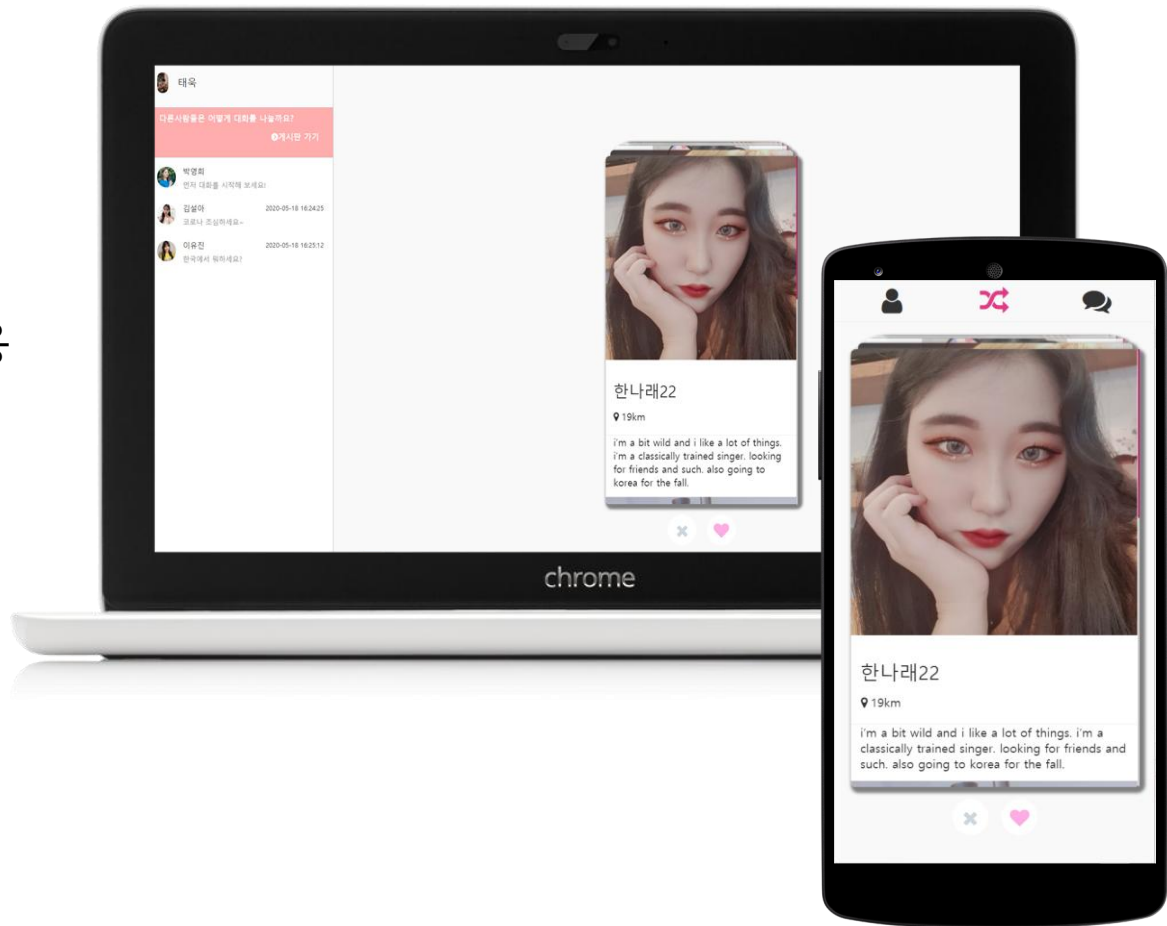 태욱
다른사람들은 어떻게 대화를 나눌까요?
게시판 가기
박영희
먼저 대화를 시작해 보세요!
김설아 2020-05-18 16:24:25
코로나 조심하세요~
이유진 2020-05-18 16:25:12
한국에서 뭐하세요!
한나래22
19km
i'm a bit wild and i like a lot of things.
i'm a classically trained singer. looking
for friends and such. also going to
korea for the fall.
chrome
한나래22
19km
i'm a bit wild and i like a lot of things. i'm a
classically trained singer. looking for friends and
such. also going to korea for the fall.